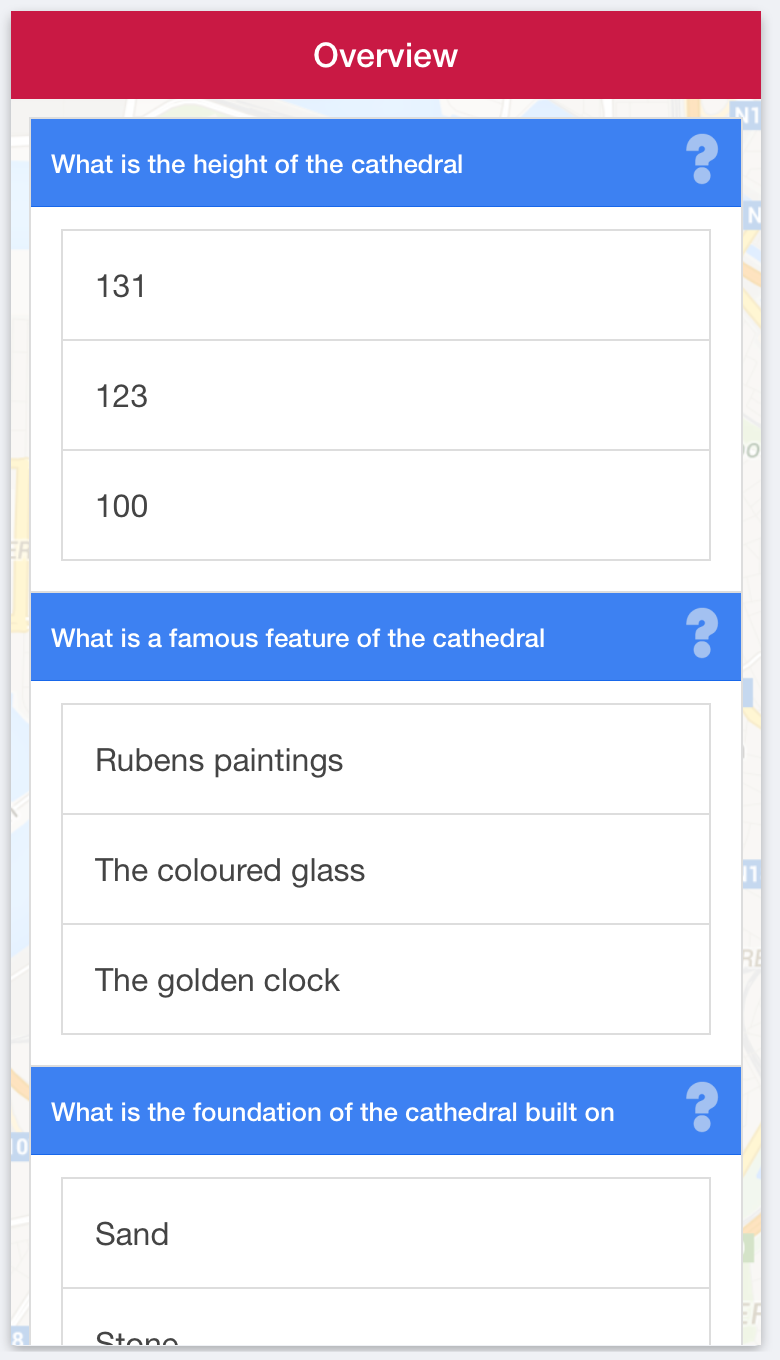 Overview
What is the height of the cathedral
?
131
123
100
What is a famous feature of the cathedral
?
Rubens paintings
The coloured glass
The golden clock
What is the foundation of the cathedral built on
?
Sand
Stone